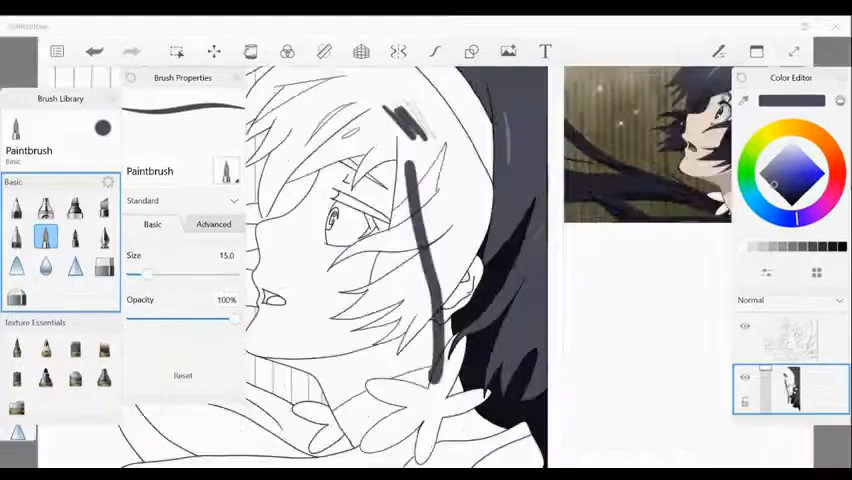 Brush Library
Paintbrush
Basic
Basic
Texture Essentials
Brush Properties
Paintbrush
Standard
Basic
Advanced
Size
15.0
Opacity
100%
Reset
T
Color Editor
Normal